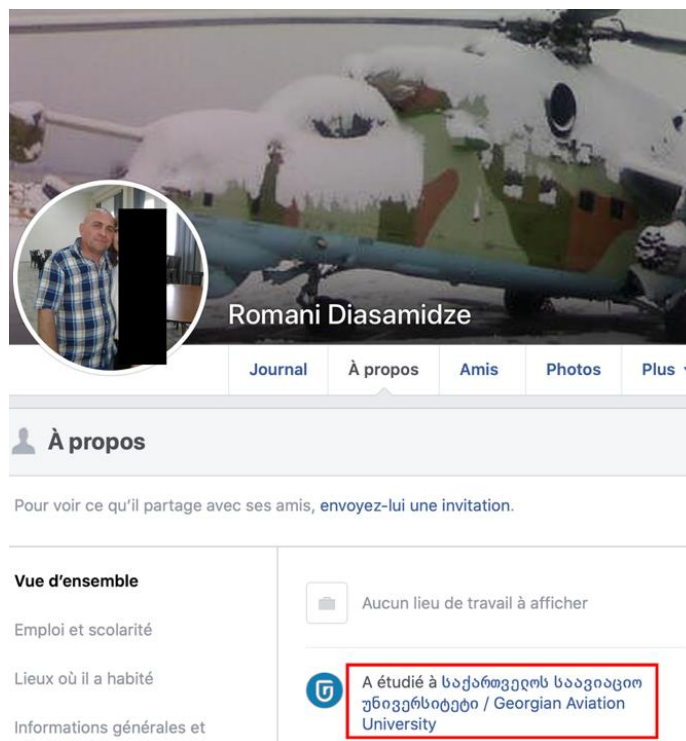 Romani Diasamidze
Journal À propos Amis Photos Plus
À propos
Pour voir ce qu'il partage avec ses amis, envoyez-lui une invitation.
Vue d'ensemble
Emploi et scolarité
Lieux où il a habité
Informations générales et
Aucun lieu de travail à afficher
A étudié à საქართველოს საავიაციო
უნივერსიტეტი / Georgian Aviation
University